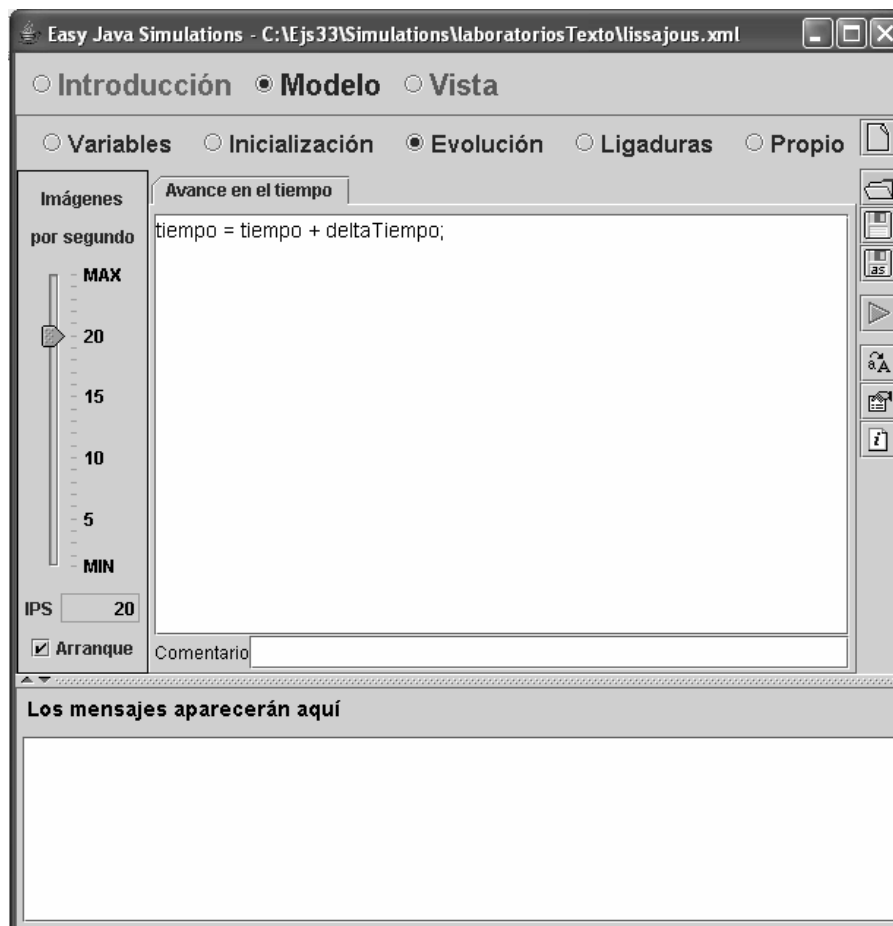 Easy Java Simulations - C:\Ejs33\Simulations\laboratoriosTexto\lissajous.xml
Introducción Modelo Vista
Variables Inicialización Evolución Ligaduras Propio
Imágenes
por segundo
MAX
20
15
10
5
MIN
IPS 20
Arranque
Avance en el tiempo
tiempo = tiempo + deltaTiempo;
Comentario
as
aA
i
Los mensajes aparecerán aquí